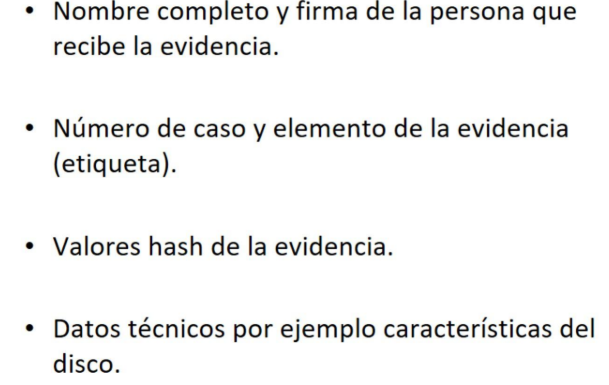 • Nombre completo y firma de la persona que
recibe la evidencia.
• Número de caso y elemento de la evidencia
(etiqueta).
• Valores hash de la evidencia.
• Datos técnicos por ejemplo características del
disco.